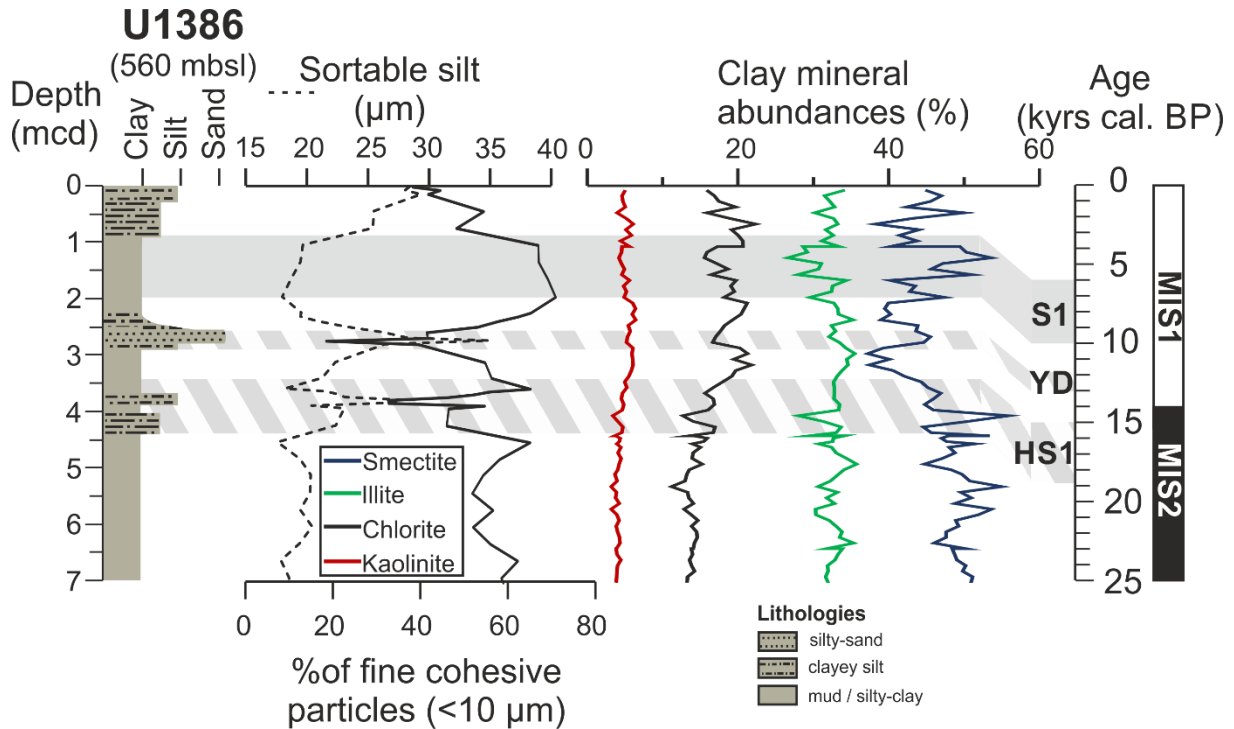 U1386
(560 mbsl)
Depth
(mcd)
Clay
Silt
Sand
Sortable silt
(µm)
Clay mineral
abundances (%)
Age
(kyrs cal. BP)
15 20 25 30 35 40
0 20 40 60
0
1
2
3
4
5
6
7
Smectite
Illite
Chlorite
Kaolinite
0 20 40 60 80
%of fine cohesive
particles (<10 µm)
S1
YD
HS1
0
5
10
15
20
25
MIS1
MIS2
Lithologies
silty-sand
clayey silt
mud / silty-clay